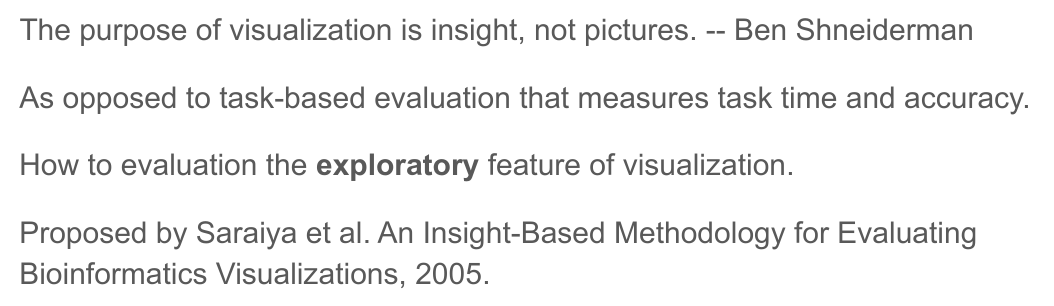 The purpose of visualization is insight, not pictures. -- Ben Shneiderman
As opposed to task-based evaluation that measures task time and accuracy.
How to evaluation the exploratory feature of visualization.
Proposed by Saraiya et al. An Insight-Based Methodology for Evaluating
Bioinformatics Visualizations, 2005.